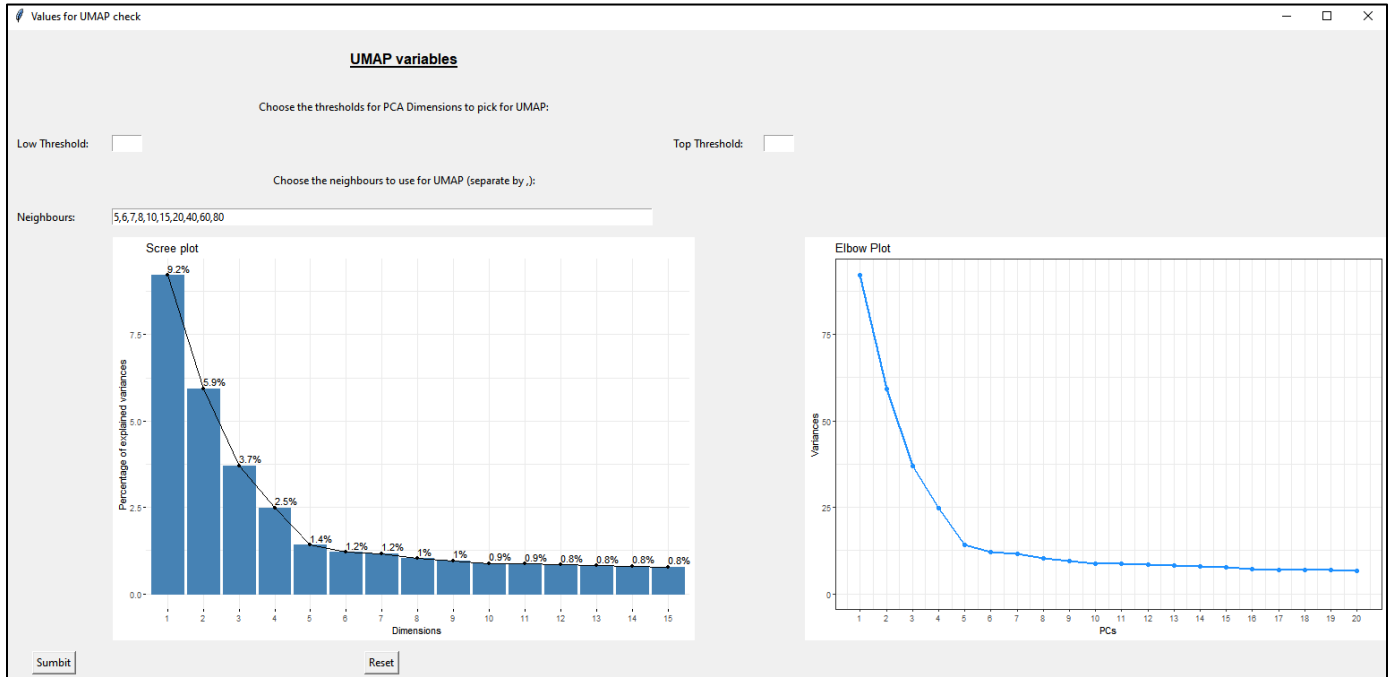 Values for UMAP check
UMAP variables
Choose the thresholds for PCA Dimensions to pick for UMAP:
Low Threshold:
Top Threshold:
Choose the neighbours to use for UMAP (separate by ,):
Neighbours:
5,6,7,8,10,15,20,40,60,80
Scree plot
9.2%
5.9%
3.7%
2.5%
1.4%
1.2%
1.2%
1%
1%
0.9%
0.9%
0.8%
0.8%
0.8%
0.8%
7.5
5.0
2.5
0.0
Percentage of explained variances
1 2 3 4 5 6 7 8 9 10 11 12 13 14 15
Dimensions
Elbow Plot
75
50
25
0
Variances
1 2 3 4 5 6 7 8 9 10 11 12 13 14 15 16 17 18 19 20
PCs
Sumbit
Reset